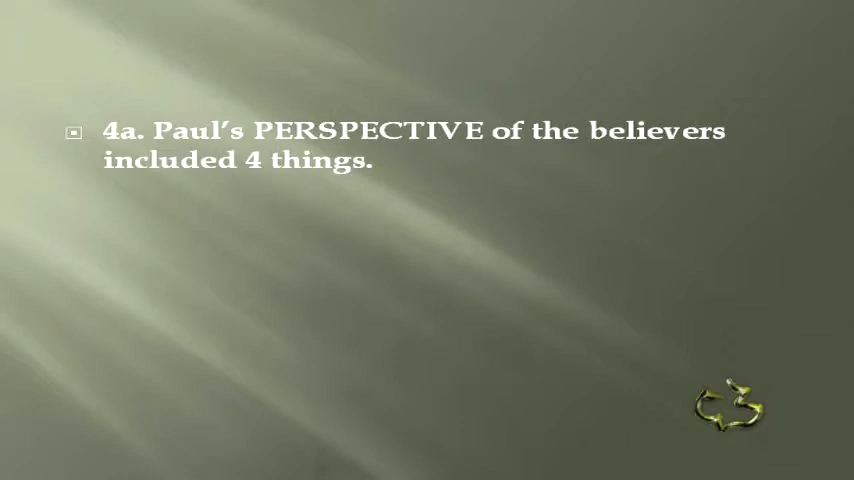 4a. Paul's PERSPECTIVE of the believers
included 4 things.